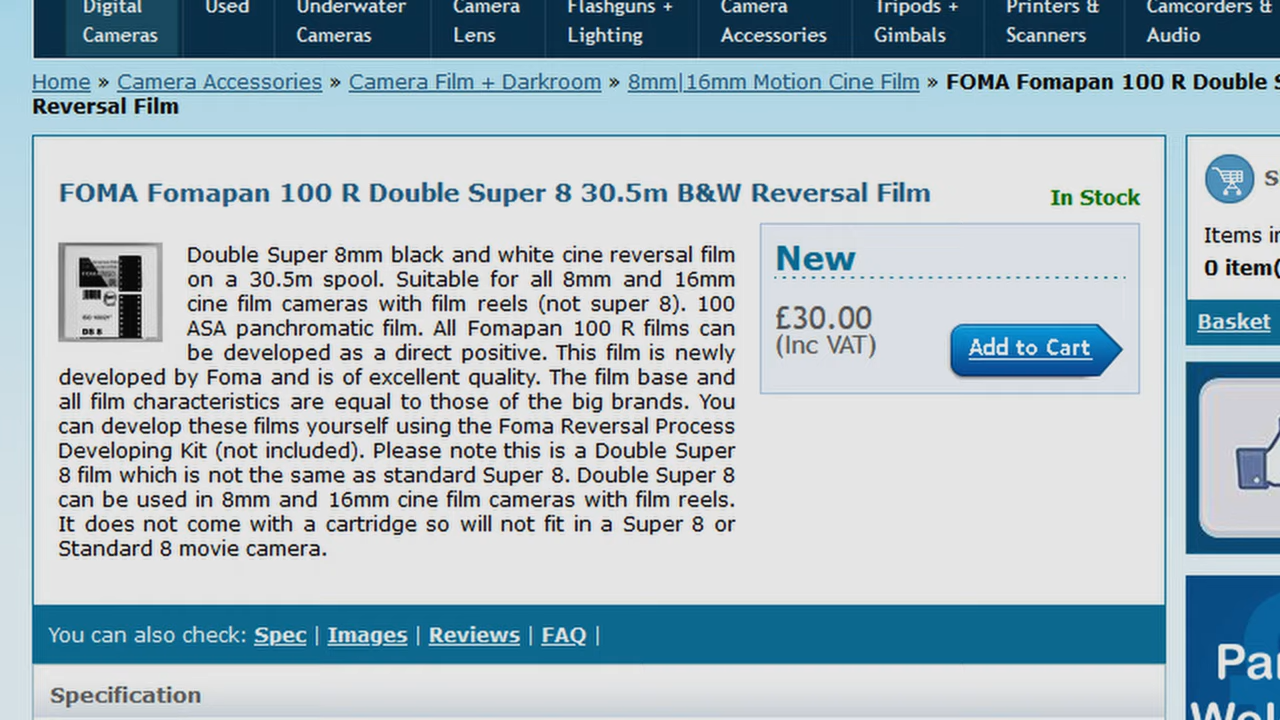 Digital
Cameras
Used
Underwater
Cameras
Camera
Lens
Flashguns +
Lighting
Camera
Accessories
Tripods +
Gimbals
Printers &
Scanners
Camcorders &
Audio
Home » Camera Accessories » Camera Film + Darkroom » 8mm|16mm Motion Cine Film » FOMA Fomapan 100 R Double
Reversal Film
FOMA Fomapan 100 R Double Super 8 30.5m B&W Reversal Film
In Stock
Double Super 8mm black and white cine reversal film
on a 30.5m spool. Suitable for all 8mm and 16mm
cine film cameras with film reels (not super 8). 100
ASA panchromatic film. All Fomapan 100 R films can
be developed as a direct positive. This film is newly
developed by Foma and is of excellent quality. The film base and
all film characteristics are equal to those of the big brands. You
can develop these films yourself using the Foma Reversal Process
Developing Kit (not included). Please note this is a Double Super
8 film which is not the same as standard Super 8. Double Super 8
can be used in 8mm and 16mm cine film cameras with film reels.
It does not come with a cartridge so will not fit in a Super 8 or
Standard 8 movie camera.
DS 8
New
£30.00
(Inc VAT)
Add to Cart
Items
0 item(
Basket
You can also check: Spec | Images | Reviews | FAQ |
Specification